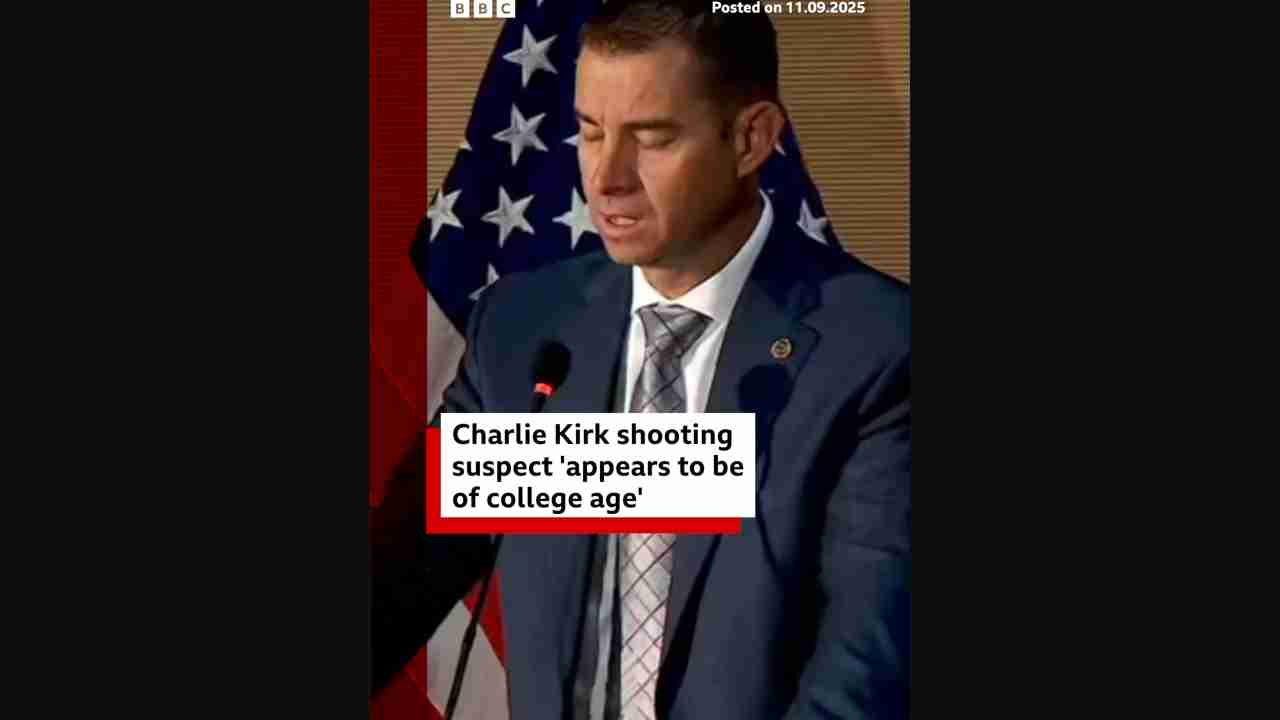 BBC
Posted on 11.09.2025
Charlie Kirk shooting
suspect 'appears to be
of college age'